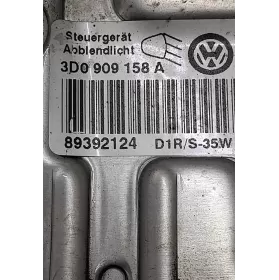 Steuergerät
Abblendlicht
3D0 909 158 A
89392124 D1R/S-35W